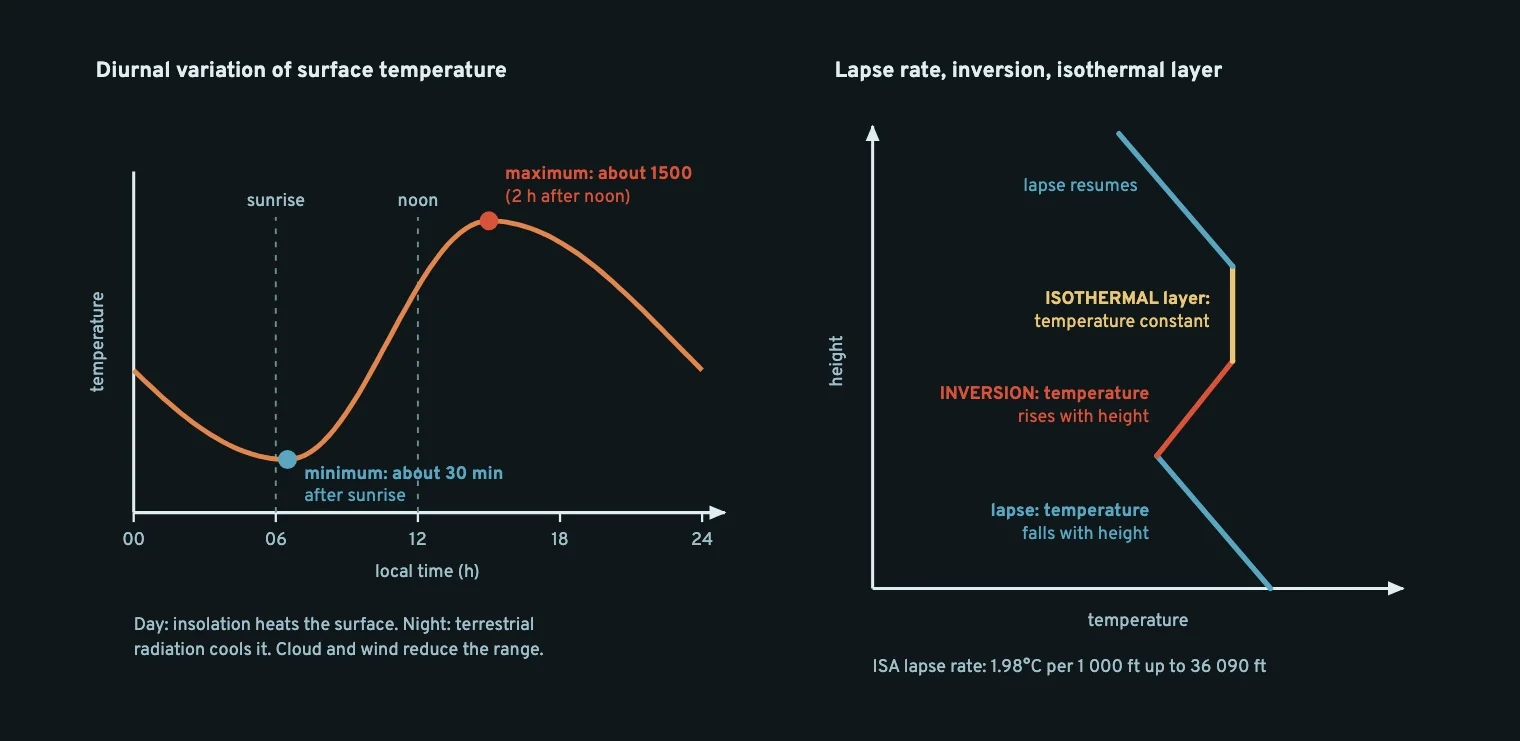 Diurnal variation of surface temperature
maximum: about 1500
(2 h after noon)
sunrise
noon
temperature
minimum: about 30 min
after sunrise
00
06
12
18
24
local time (h)
Day: insolation heats the surface. Night: terrestrial
radiation cools it. Cloud and wind reduce the range.
Lapse rate, inversion, isothermal layer
lapse resumes
ISOTHERMAL layer:
temperature constant
height
INVERSION: temperature
rises with height
lapse: temperature
falls with height
temperature
ISA lapse rate: 1.98°C per 1 000 ft up to 36 090 ft